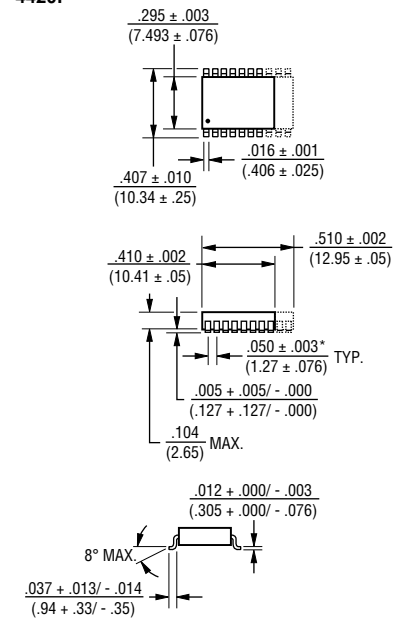 .295 ± .003
(7.493 ± .076)
.016 ± .001
(.406 ± .025)
.407 ± .010
(10.34 ± .25)
.510 ± .002
(12.95 ± .05)
.410 ± .002
(10.41 ± .05)
.050 ± .003*
(1.27 ± .076)
TYP.
.005 + .005/ - .000
(.127 + .127/ - .000)
.104
(2.65)
MAX.
.012 + .000/ - .003
(.305 + .000/ - .076)
8° MAX.
.037 + .013/ - .014
(.94 + .33/ - .35)